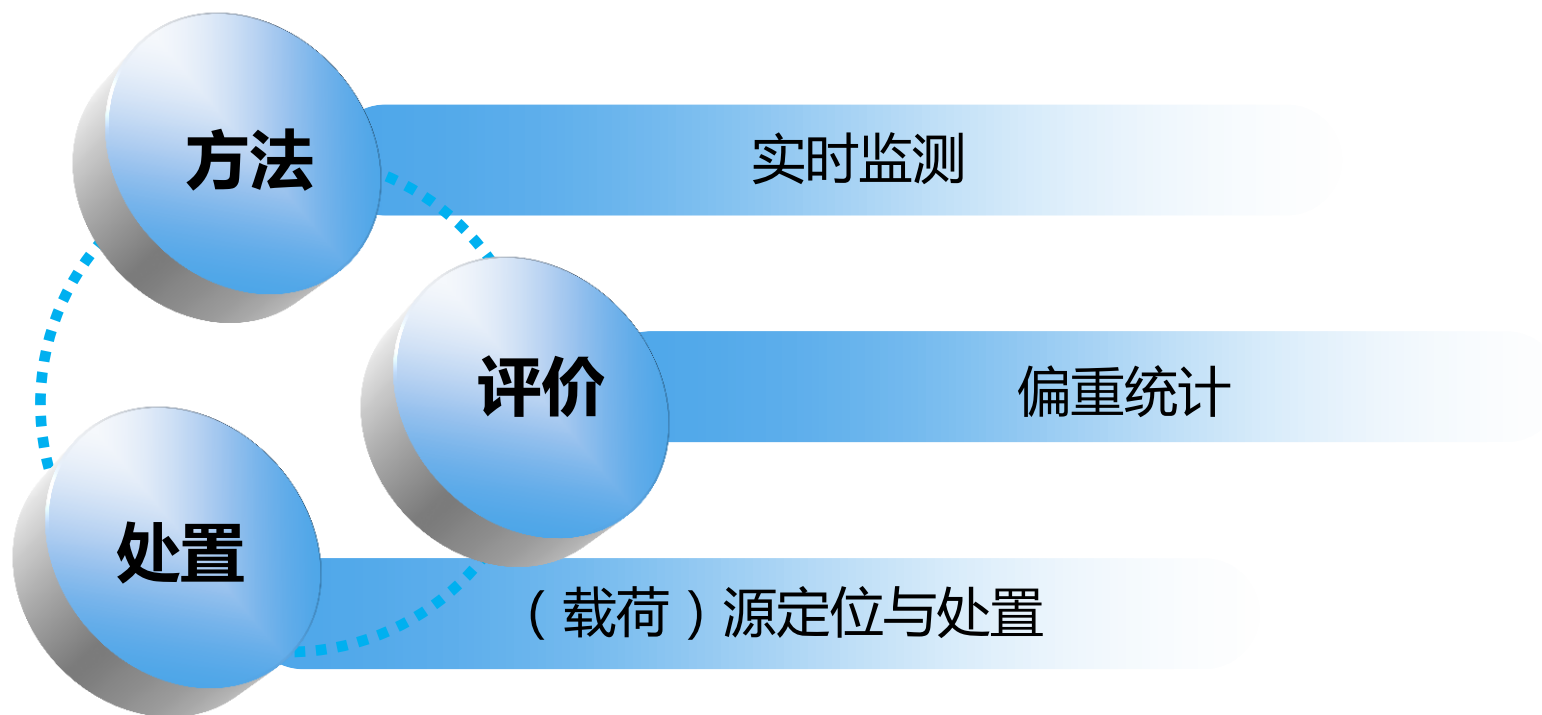 方法
实时监测
评价
偏重统计
处置
（载荷）源定位与处置